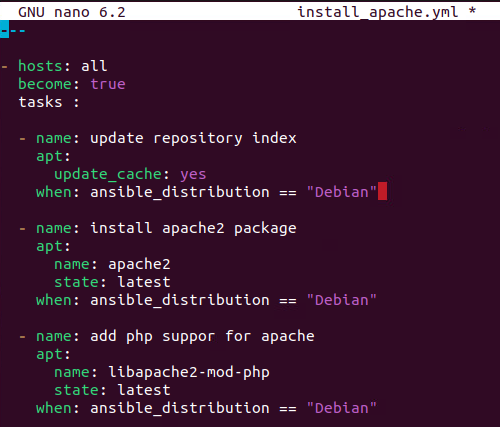 GNU nano 6.2 install_apache.yml *
---
- hosts: all
become: true
tasks :
- name: update repository index
apt:
update_cache: yes
when: ansible_distribution == "Debian"
- name: install apache2 package
apt:
name: apache2
state: latest
when: ansible_distribution == "Debian"
- name: add php suppor for apache
apt:
name: libapache2-mod-php
state: latest
when: ansible_distribution == "Debian"